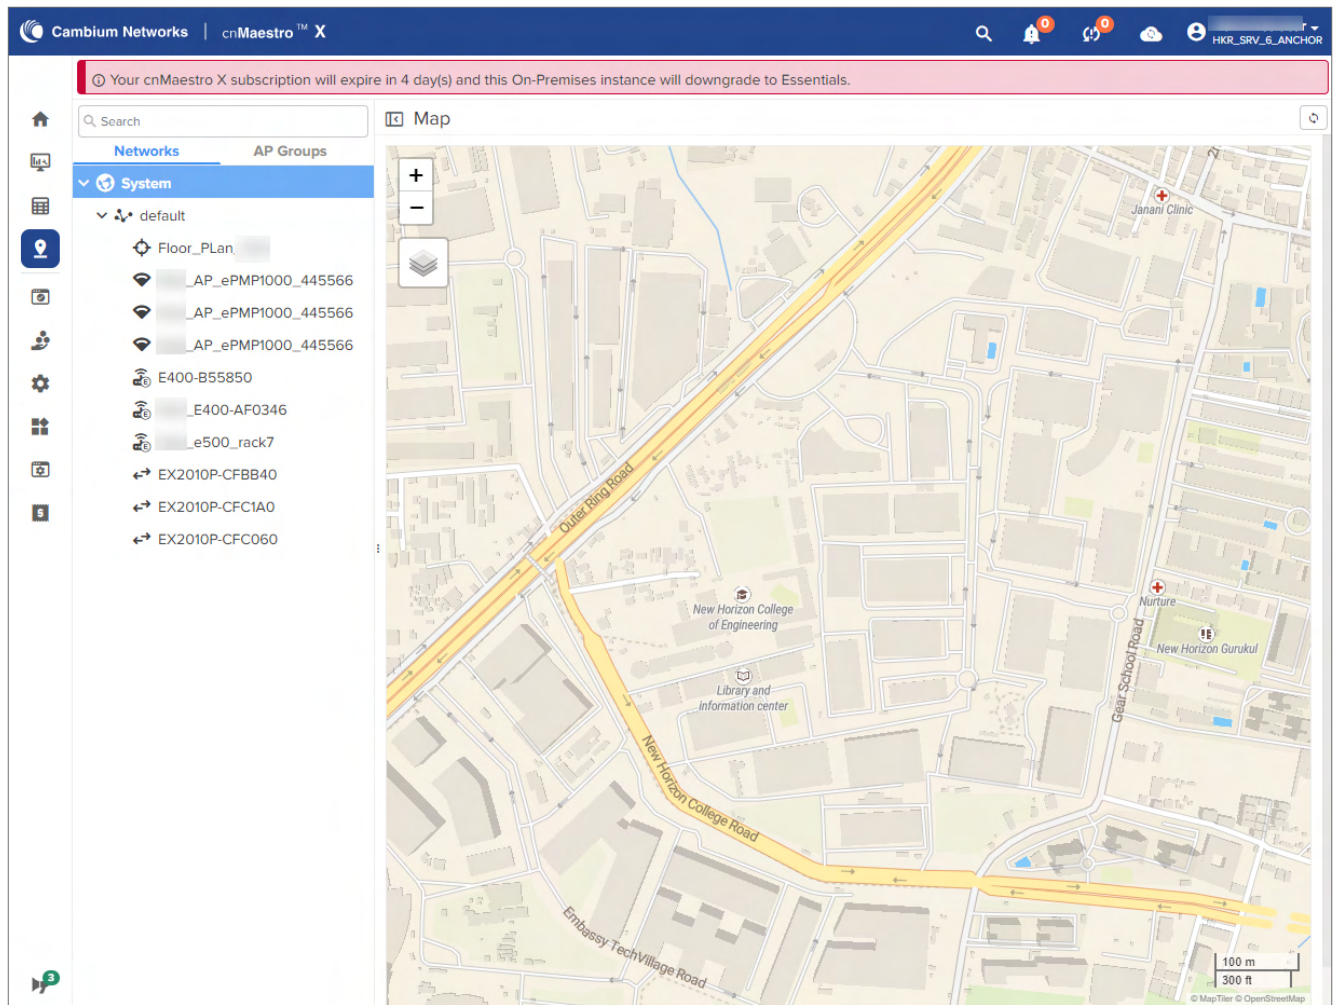 Cambium Networks | cnMaestro™ X
0
0
HKR_SRV_6_ANCHOR
Your cnMaestro X subscription will expire in 4 day(s) and this On-Premises instance will downgrade to Essentials.
Search
Map
Networks
AP Groups
System
default
Floor_PLan_
_AP_ePMP1000_445566
_AP_ePMP1000_445566
_AP_ePMP1000_445566
E400-B55850
_E400-AF0346
_e500_rack7
EX2010P-CFBB40
EX2010P-CFC1A0
EX2010P-CFC060
3
+
−
Janani Clinic
Outer Ring Road
New Horizon College
of Engineering
Library and
information center
Nurture
New Horizon Gurukul
Gear School Road
New Horizon College Road
Embassy TechVillage Road
100 m
300 ft
© MapTiler © OpenStreetMap